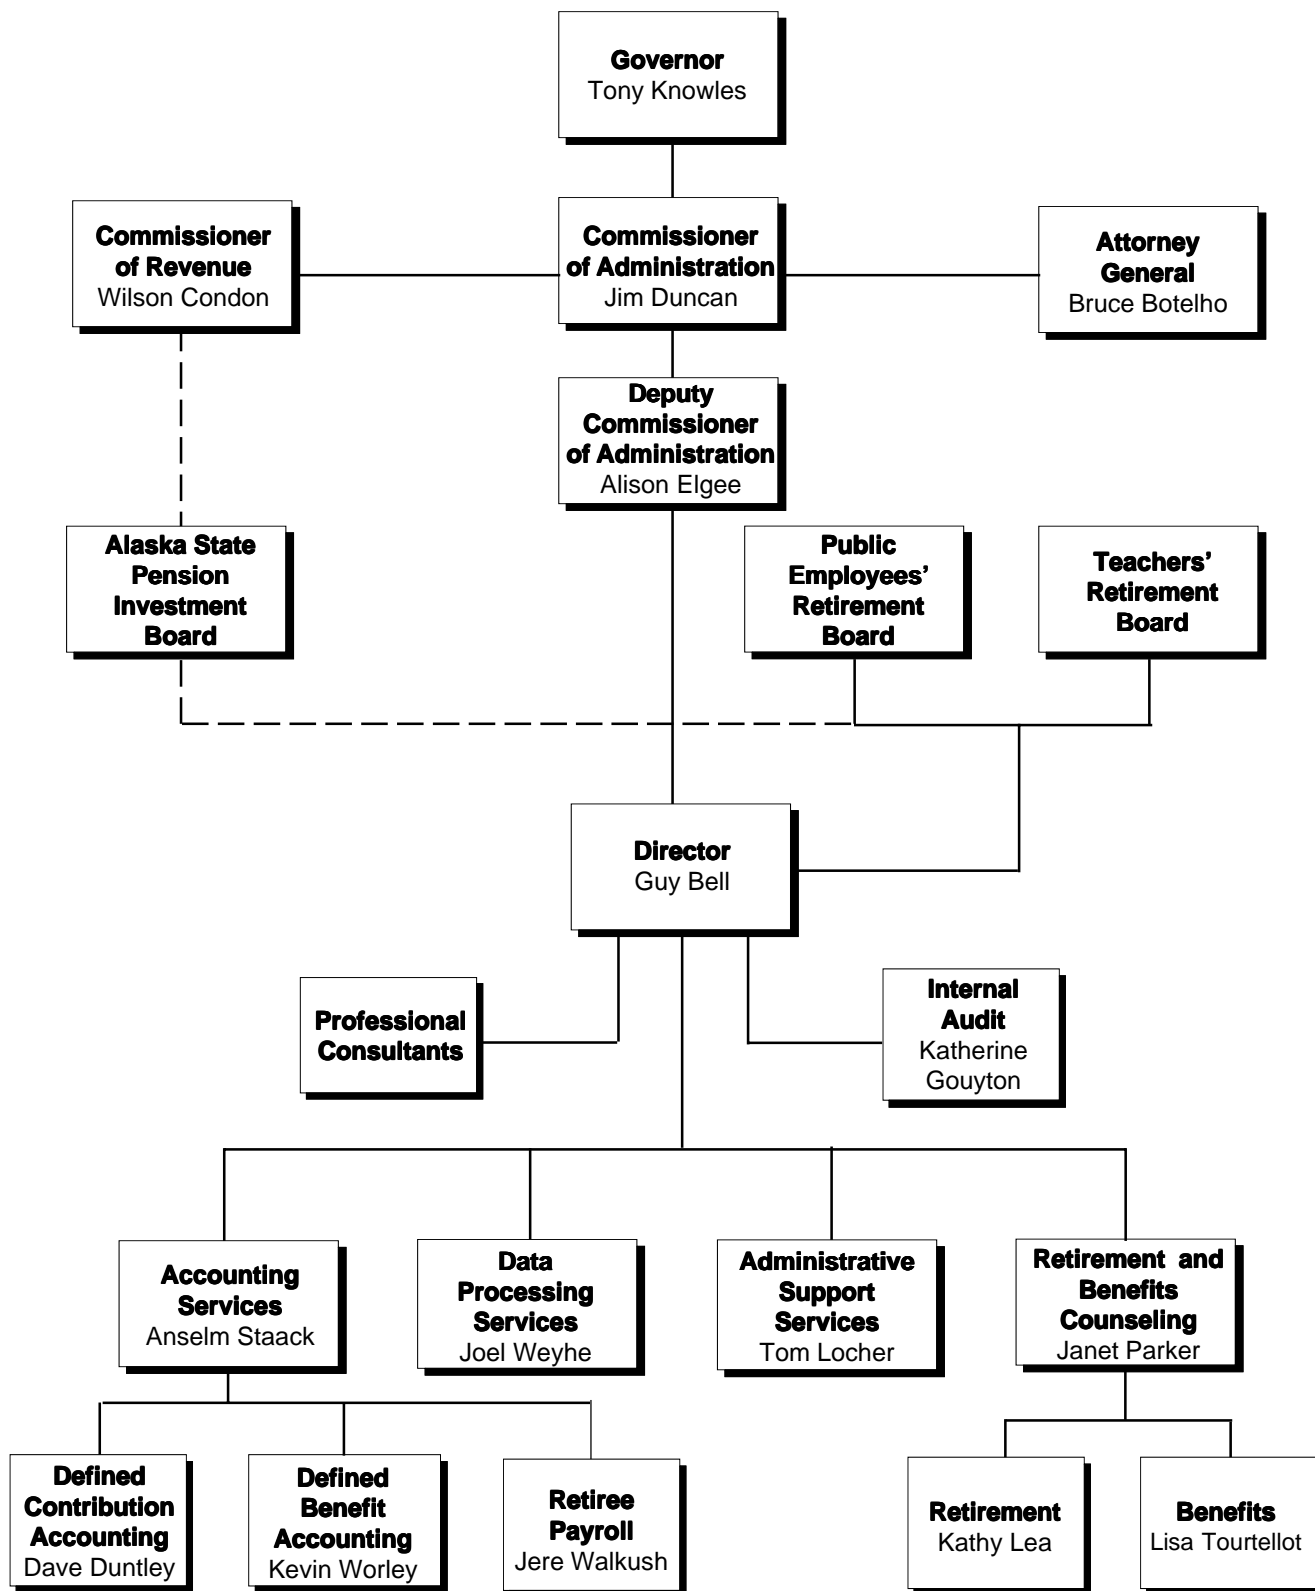 Governor
Tony Knowles
Commissioner
of Revenue
Wilson Condon
Commissioner
of Administration
Jim Duncan
Attorney
General
Bruce Botelho
Deputy
Commissioner
of Administration
Alison Elgee
Alaska State
Pension
Investment
Board
Public
Employees’
Retirement
Board
Teachers’
Retirement
Board
Director
Guy Bell
Professional
Consultants
Internal
Audit
Katherine
Gouyton
Accounting
Services
Anselm Staack
Data
Processing
Services
Joel Weyhe
Administrative
Support
Services
Tom Locher
Retirement and
Benefits
Counseling
Janet Parker
Defined
Contribution
Accounting
Dave Duntley
Defined
Benefit
Accounting
Kevin Worley
Retiree
Payroll
Jere Walkush
Retirement
Kathy Lea
Benefits
Lisa Tourtellot